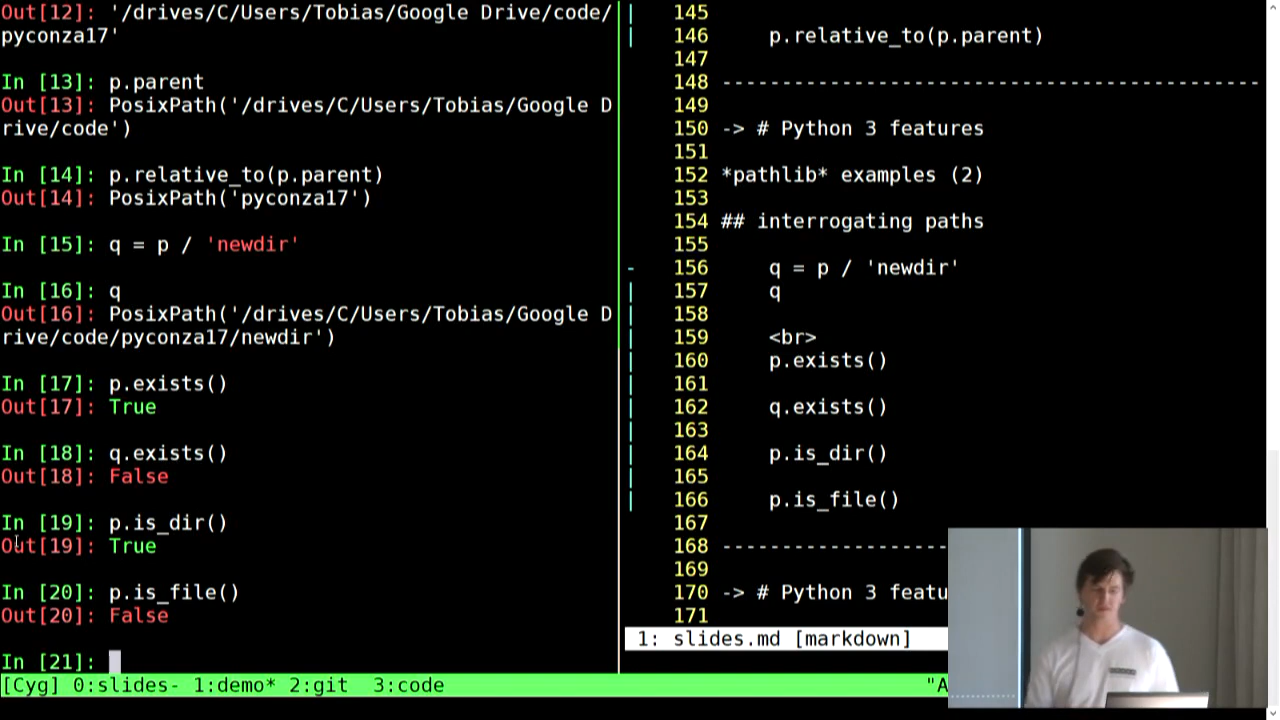 Out[12]: '/drives/C/Users/Tobias/Google Drive/code/
pyconza17'
In [13]: p.parent
Out[13]: PosixPath('/drives/C/Users/Tobias/Google D
rive/code')
In [14]: p.relative_to(p.parent)
Out[14]: PosixPath('pyconza17')
In [15]: q = p / 'newdir'
In [16]: q
Out[16]: PosixPath('/drives/C/Users/Tobias/Google D
rive/code/pyconza17/newdir')
In [17]: p.exists()
Out[17]: True
In [18]: q.exists()
Out[18]: False
In [19]: p.is_dir()
Out[19]: True
In [20]: p.is_file()
Out[20]: False
In [21]:
145
146 p.relative_to(p.parent)
147
148 ----------------------------------------------
149
150 -> # Python 3 features
151
152 *pathlib* examples (2)
153
154 ## interrogating paths
155
156 q = p / 'newdir'
157 q
158
159 <br>
160 p.exists()
161
162 q.exists()
163
164 p.is_dir()
165
166 p.is_file()
167
168 -------------------
169
170 -> # Python 3 featu
171
1: slides.md [markdown]
[Cyg] 0:slides- 1:demo* 2:git 3:code "A